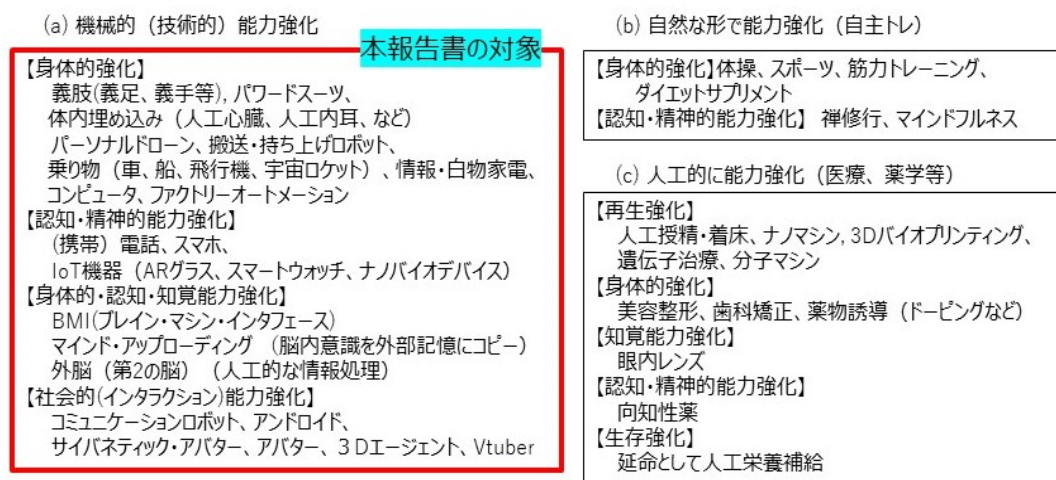 (a) 機械的（技術的）能力強化
本報告書の対象
【身体的強化】
義肢(義足、義手等), パワードスーツ、
体内埋め込み（人工心臓、人工内耳、など）
パーソナルドローン、搬送・持ち上げロボット、
乗り物（車、船、飛行機、宇宙ロケット）、情報・白物家電、
コンピュータ、ファクトリーオートメーション
【認知・精神的能力強化】
(携帯）電話、スマホ、
IoT機器（ARグラス、スマートウォッチ、ナノバイオデバイス）
【身体的・認知・知覚能力強化】
BMI(ブレイン・マシン・インタフェース)
マインド・アップローディング （脳内意識を外部記憶にコピー）
外脳（第2の脳）（人工的な情報処理）
【社会的(インタラクション)能力強化】
コミュニケーションロボット、アンドロイド、
サイバネティック・アバター、アバター、３Dエージェント、Vtuber
(b) 自然な形で能力強化（自主トレ）
【身体的強化】体操、スポーツ、筋力トレーニング、
ダイエットサプリメント
【認知・精神的能力強化】 禅修行、マインドフルネス
(c) 人工的に能力強化（医療、薬学等）
【再生強化】
人工授精・着床、ナノマシン, 3Dバイオプリンティング、
遺伝子治療、分子マシン
【身体的強化】
美容整形、歯科矯正、薬物誘導（ドーピングなど）
【知覚能力強化】
眼内レンズ
【認知・精神的能力強化】
向知性薬
【生存強化】
延命として人工栄養補給